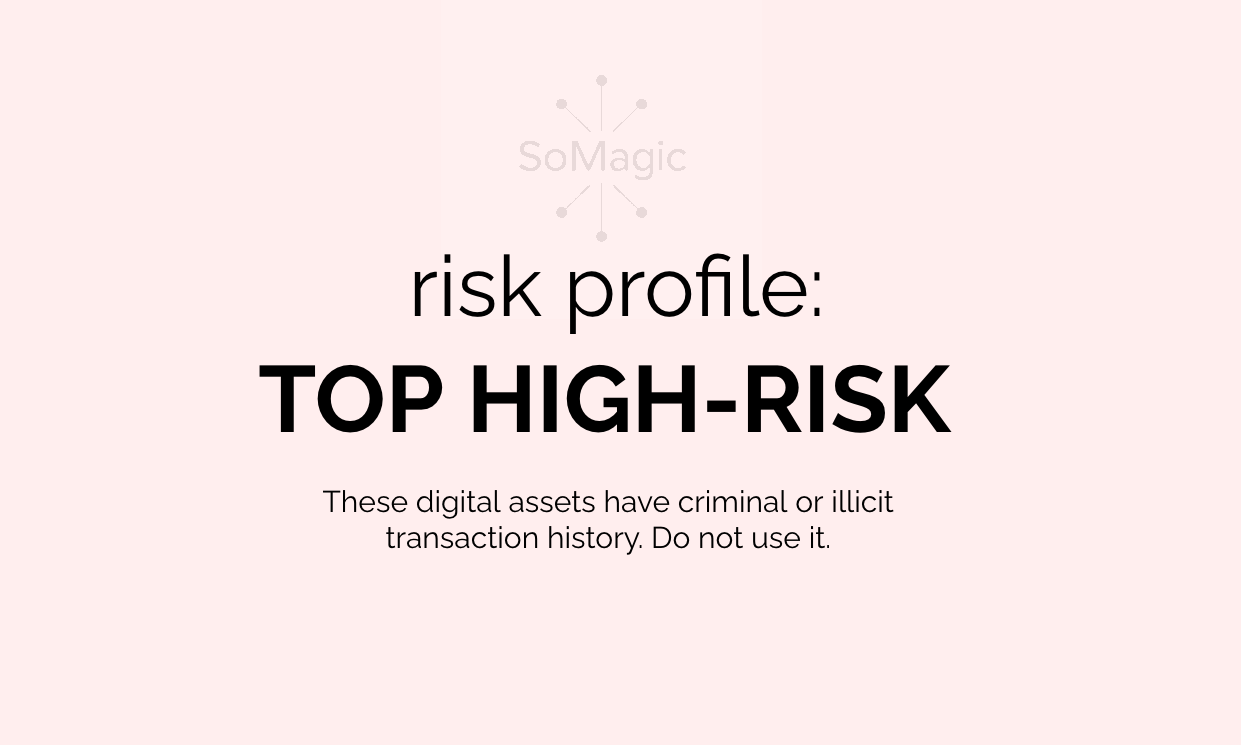 SoMagic
risk profile:
TOP HIGH-RISK
These digital assets have criminal or illicit
transaction history. Do not use it.